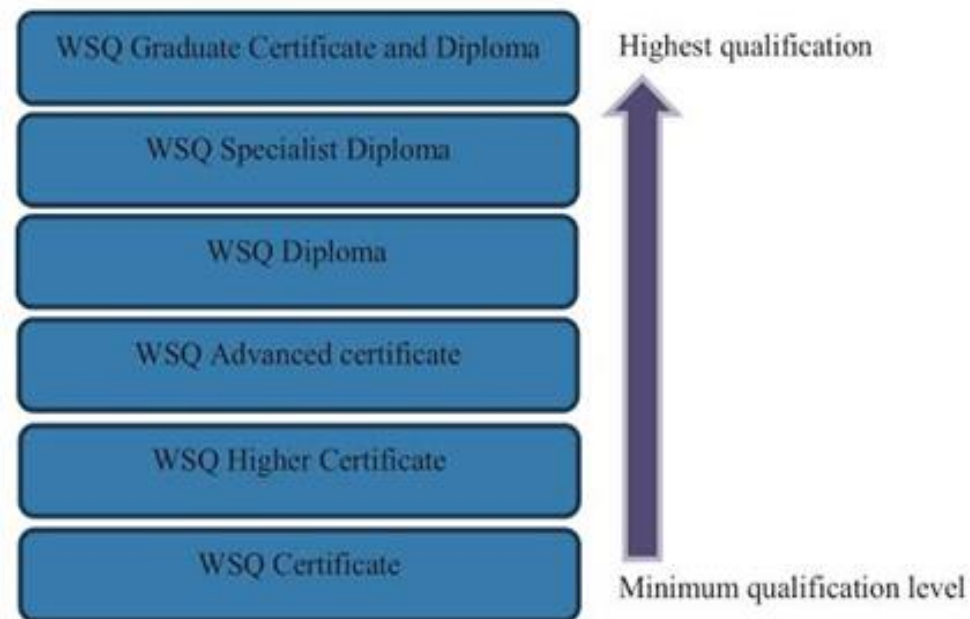 WSQ Graduate Certificate and Diploma
Highest qualification
WSQ Specialist Diploma
WSQ Diploma
WSQ Advanced certificate
WSQ Higher Certificate
WSQ Certificate
Minimum qualification level